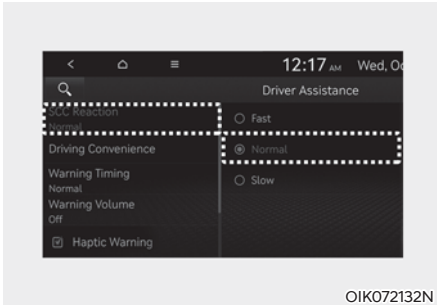 12:17 AM Wed, Oc
Driver Assistance
SCC Reaction
Normal
Driving Convenience
Warning Timing
Normal
Warning Volume
Off
Haptic Warning
Fast
Normal
Slow
OIK072132N